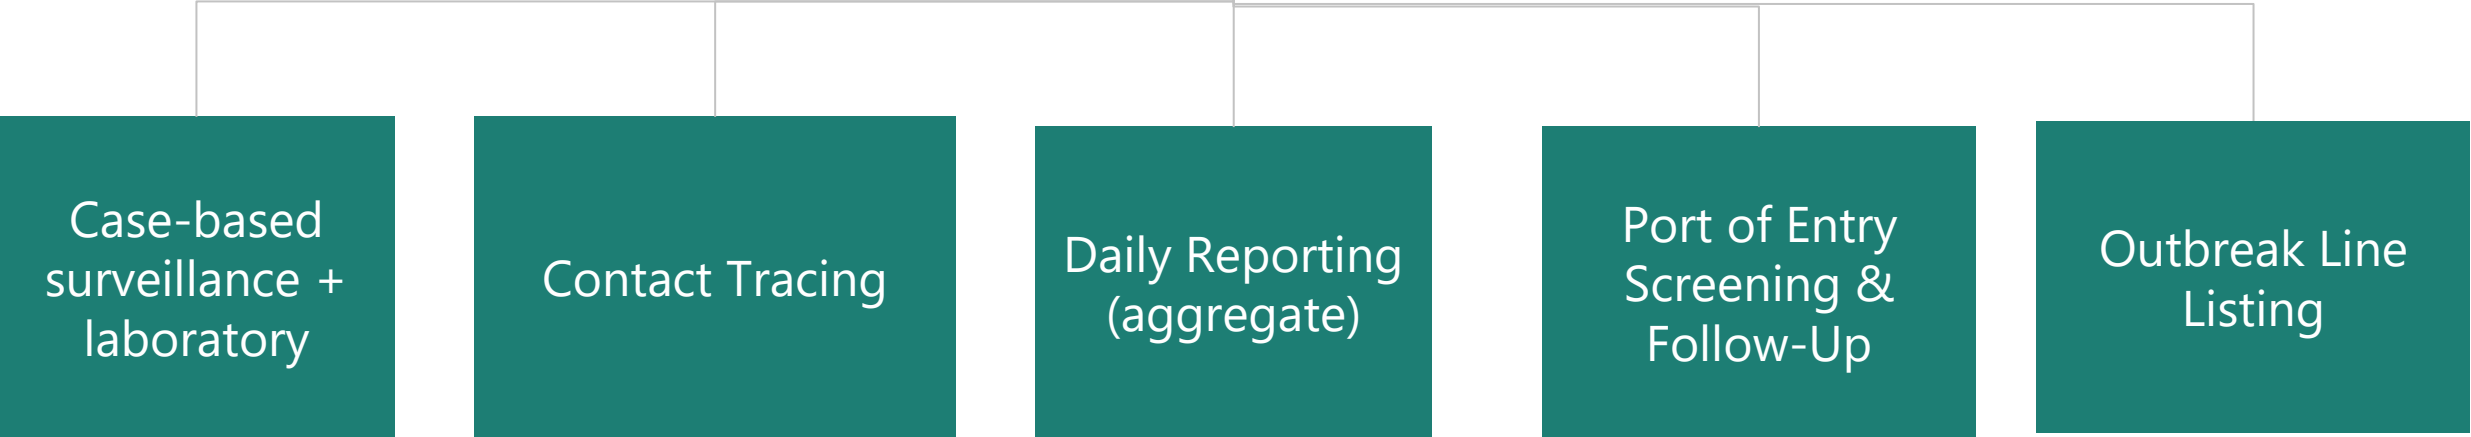 Case-based
surveillance +
laboratory
Contact Tracing
Daily Reporting
(aggregate)
Port of Entry
Screening &
Follow-Up
Outbreak Line
Listing